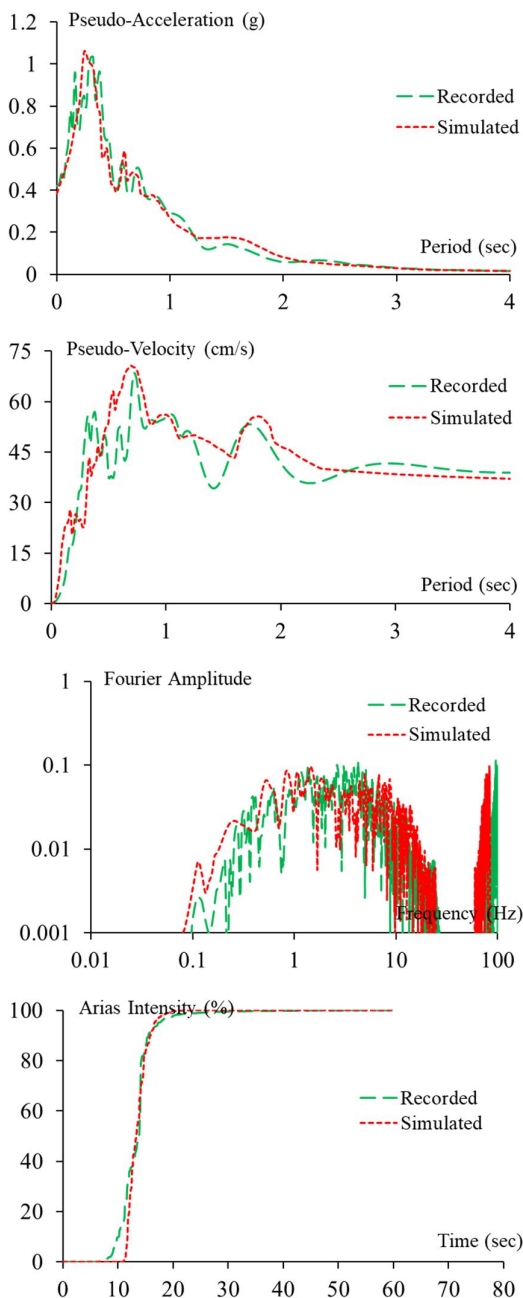 Pseudo-Acceleration (g)
1.2
1
0.8
0.6
0.4
0.2
0
Recorded
Simulated
Period (sec)
0 1 2 3 4
Pseudo-Velocity (cm/s)
75
60
45
30
15
0
Recorded
Simulated
Period (sec)
0 1 2 3 4
Fourier Amplitude
1
0.1
0.01
0.001
Recorded
Simulated
Frequency (Hz)
0.01 0.1 1 10 100
Arias Intensity (%)
100
80
60
40
20
0
Recorded
Simulated
Time (sec)
0 10 20 30 40 50 60 70 80